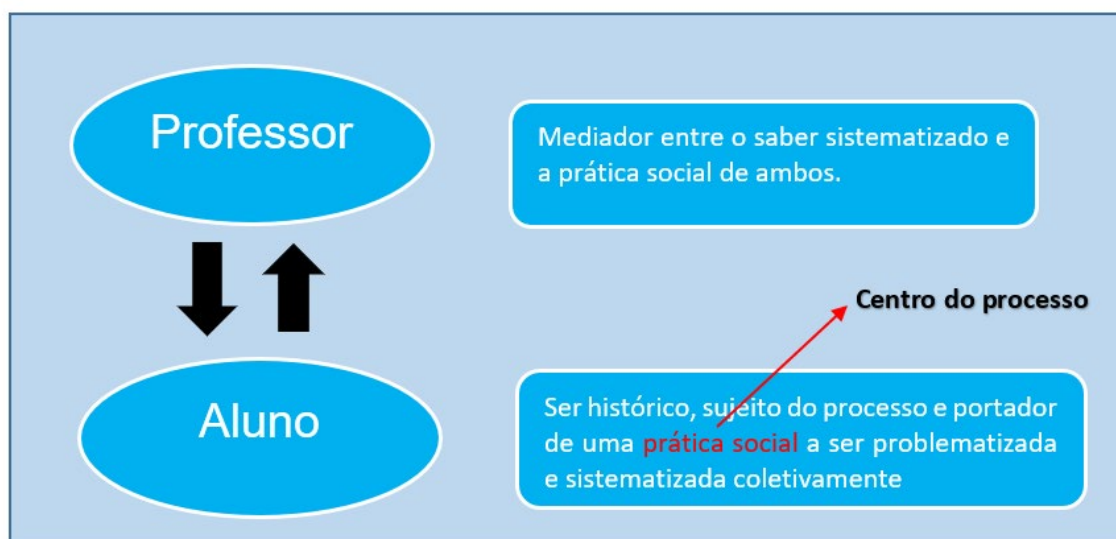 Professor
Mediador entre o saber sistematizado e
a prática social de ambos.
Centro do processo
Aluno
Ser histórico, sujeito do processo e portador
de uma prática social a ser problematizada
e sistematizada coletivamente